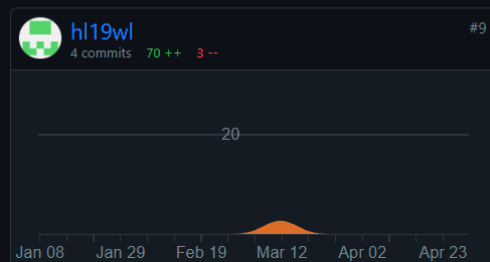 hl19wl
#9
4 commits 70 ++ 3 --
20
Jan 08 Jan 29 Feb 19 Mar 12 Apr 02 Apr 23